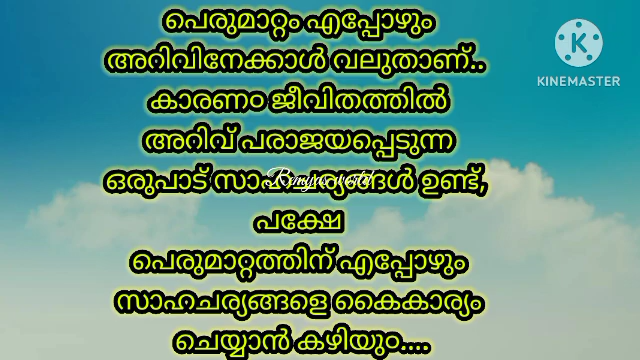 പെരുമാറ്റം എപ്പോഴും
അറിവിനേക്കാൾ വലുതാണ്..
കാരണം ജീവിതത്തിൽ
അറിവ് പരാജയപ്പെടുന്ന
ഒരുപാട് സാഹചര്യങ്ങൾ ഉണ്ട്,
പക്ഷേ
പെരുമാറ്റത്തിന് എപ്പോഴും
സാഹചര്യങ്ങളെ കൈകാര്യം
ചെയ്യാൻ കഴിയും....
K
KINEMASTER